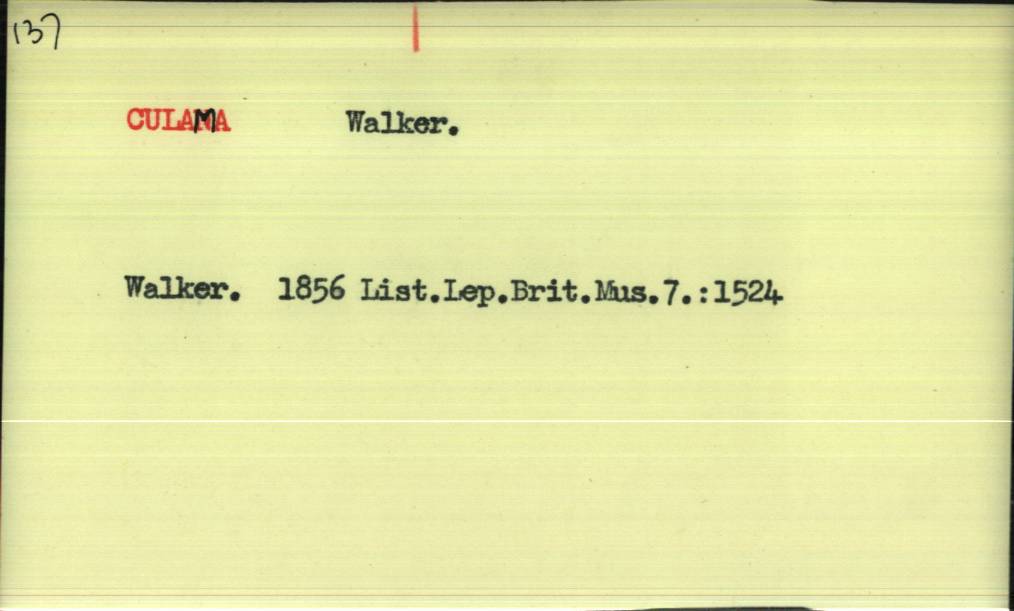 137
CULAMA Walker.
Walker. 1856 List.Lep.Brit.Mus.7.:1524